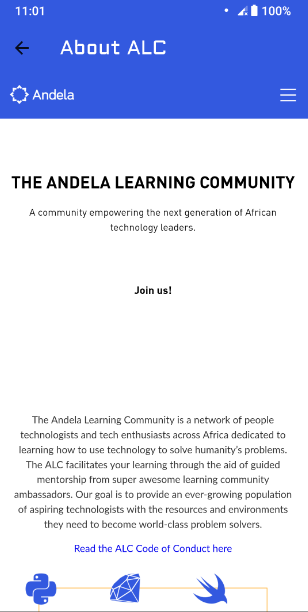 11:01
100%
About ALC
Andela
THE ANDELA LEARNING COMMUNITY
A community empowering the next generation of African
technology leaders.
Join us!
The Andela Learning Community is a network of people
technologists and tech enthusiasts across Africa dedicated to
learning how to use technology to solve humanity's problems.
The ALC facilitates your learning through the aid of guided
mentorship from super awesome learning community
ambassadors. Our goal is to provide an ever-growing population
of aspiring technologists with the resources and environments
they need to become world-class problem solvers.
Read the ALC Code of Conduct here